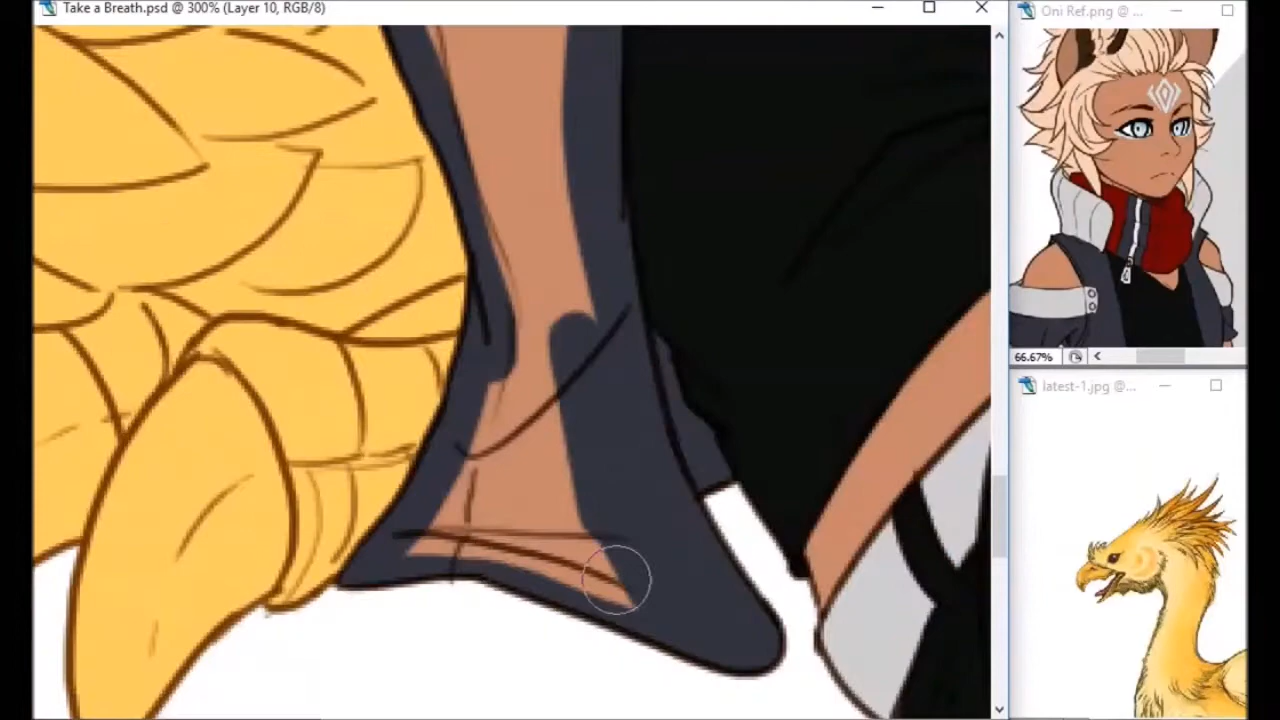 Take a Breath.psd @ 300% (Layer 10, RGB/8)
Oni Ref.png @ ...
66.67%
latest-1.jpg @...